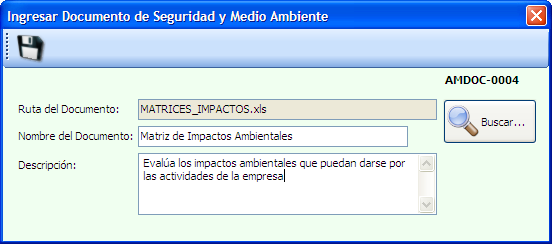 Ingresar Documento de Seguridad y Medio Ambiente
AMDOC-0004
Ruta del Documento: MATRICES_IMPACTOS.xls
Buscar...
Nombre del Documento: Matriz de Impactos Ambientales
Descripción: Evalúa los impactos ambientales que puedan darse por
las actividades de la empresa